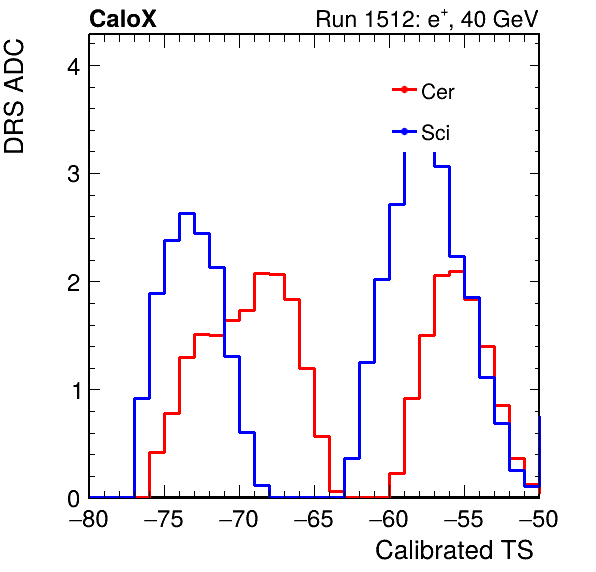 CaloX Run 1512: e⁺, 40 GeV
DRS ADC
4
3
2
1
0
Cer
Sci
−80 −75 −70 −65 −60 −55 −50
Calibrated TS